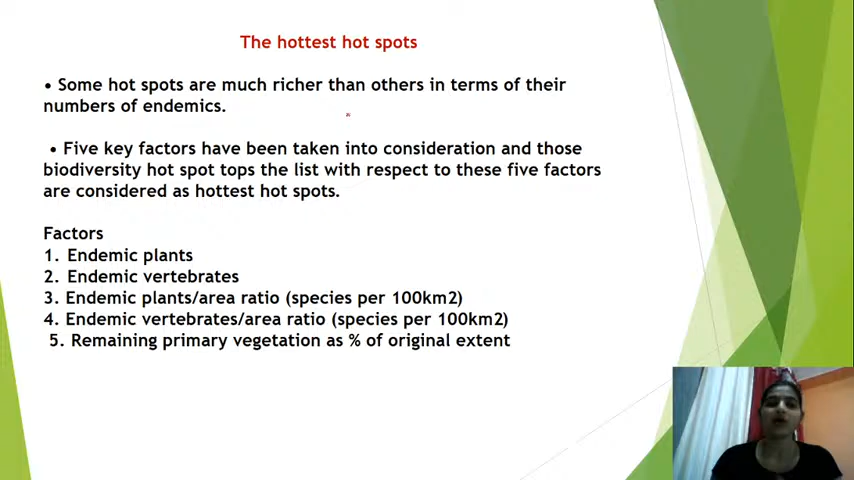 The hottest hot spots
• Some hot spots are much richer than others in terms of their
numbers of endemics.
• Five key factors have been taken into consideration and those
biodiversity hot spot tops the list with respect to these five factors
are considered as hottest hot spots.
Factors
1. Endemic plants
2. Endemic vertebrates
3. Endemic plants/area ratio (species per 100km2)
4. Endemic vertebrates/area ratio (species per 100km2)
5. Remaining primary vegetation as % of original extent